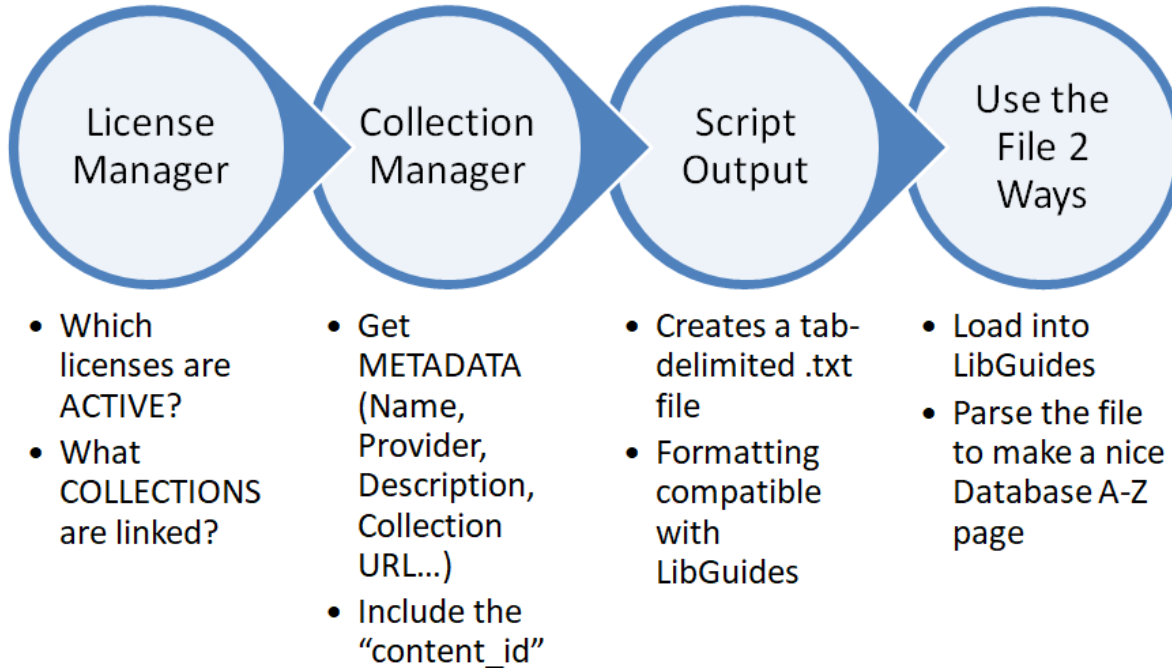 License
Manager
Collection
Manager
Script
Output
Use the
File 2
Ways
• Which
licenses are
ACTIVE?
• What
COLLECTIONS
are linked?
• Get
METADATA
(Name,
Provider,
Description,
Collection
URL…)
• Include the
“content_id”
• Creates a tab-
delimited .txt
file
• Formatting
compatible
with
LibGuides
• Load into
LibGuides
• Parse the file
to make a nice
Database A-Z
page